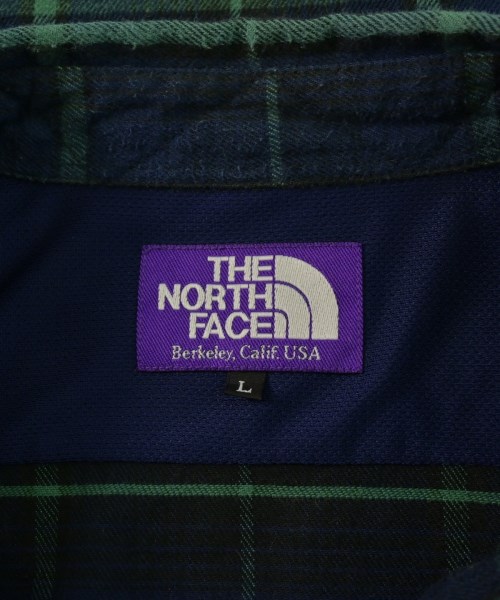 THE
NORTH
FACE
Berkeley, Calif. USA
L